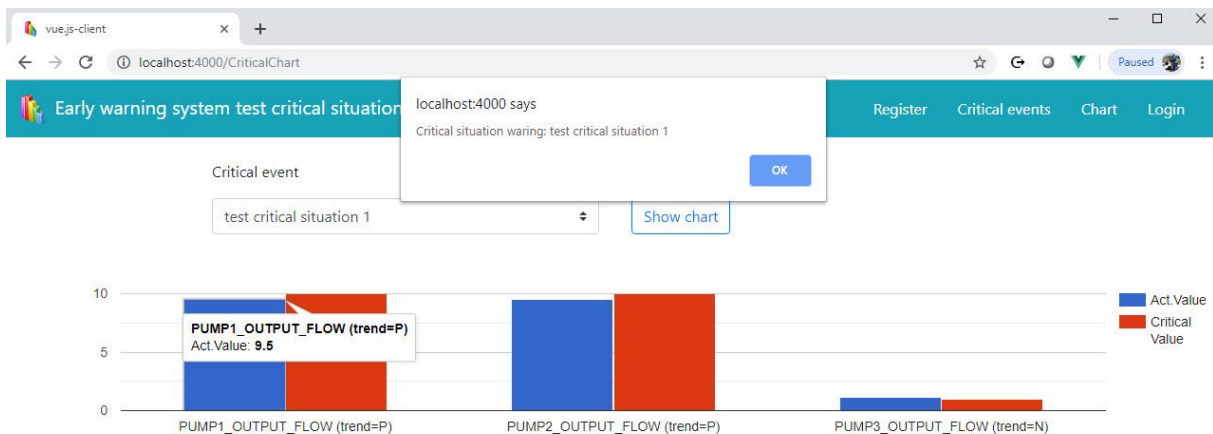 vue.js-client
localhost:4000/CriticalChart
Paused
Early warning system test critical situation
Register
Critical events
Chart
Login
localhost:4000 says
Critical situation waring: test critical situation 1
OK
Critical event
test critical situation 1
Show chart
10
5
0
PUMP1_OUTPUT_FLOW (trend=P)
Act.Value: 9.5
Act.Value
Critical
Value
PUMP1_OUTPUT_FLOW (trend=P)
PUMP2_OUTPUT_FLOW (trend=P)
PUMP3_OUTPUT_FLOW (trend=N)